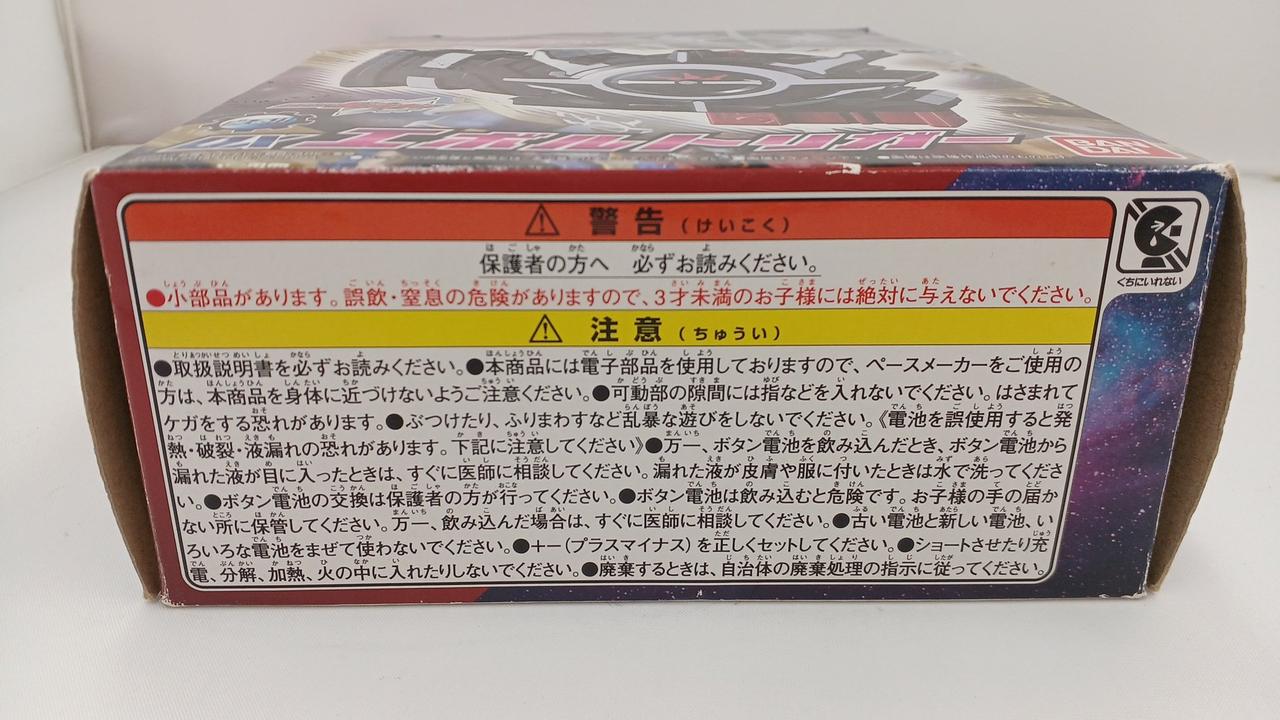 DX エボルトリガー
BANDAI
警告（けいこく）
保護者の方へ 必ずお読みください。
●小部品があります。誤飲・窒息の危険がありますので、3才未満のお子様には絶対に与えないでください。
くちにいれない
注意（ちゅうい）
●取扱説明書を必ずお読みください。●本商品には電子部品を使用しておりますので、ペースメーカーをご使用の
方は、本商品を身体に近づけないようご注意ください。●可動部の隙間には指などを入れないでください。はさまれて
ケガをする恐れがあります。●ぶつけたり、ふりまわすなど乱暴な遊びをしないでください。《電池を誤使用すると発
熱・破裂・液漏れの恐れがあります。下記に注意してください》●万一、ボタン電池を飲み込んだとき、ボタン電池から
漏れた液が目に入ったときは、すぐに医師に相談してください。漏れた液が皮膚や服に付いたときは水で洗ってくださ
い。●ボタン電池の交換は保護者の方が行ってください。●ボタン電池は飲み込むと危険です。お子様の手の届か
ない所に保管してください。万一、飲み込んだ場合は、すぐに医師に相談してください。●古い電池と新しい電池、い
ろいろな電池をまぜて使わないでください。●＋－（プラスマイナス）を正しくセットしてください。●ショートさせたり充
電、分解、加熱、火の中に入れたりしないでください。●廃棄するときは、自治体の廃棄処理の指示に従ってください。